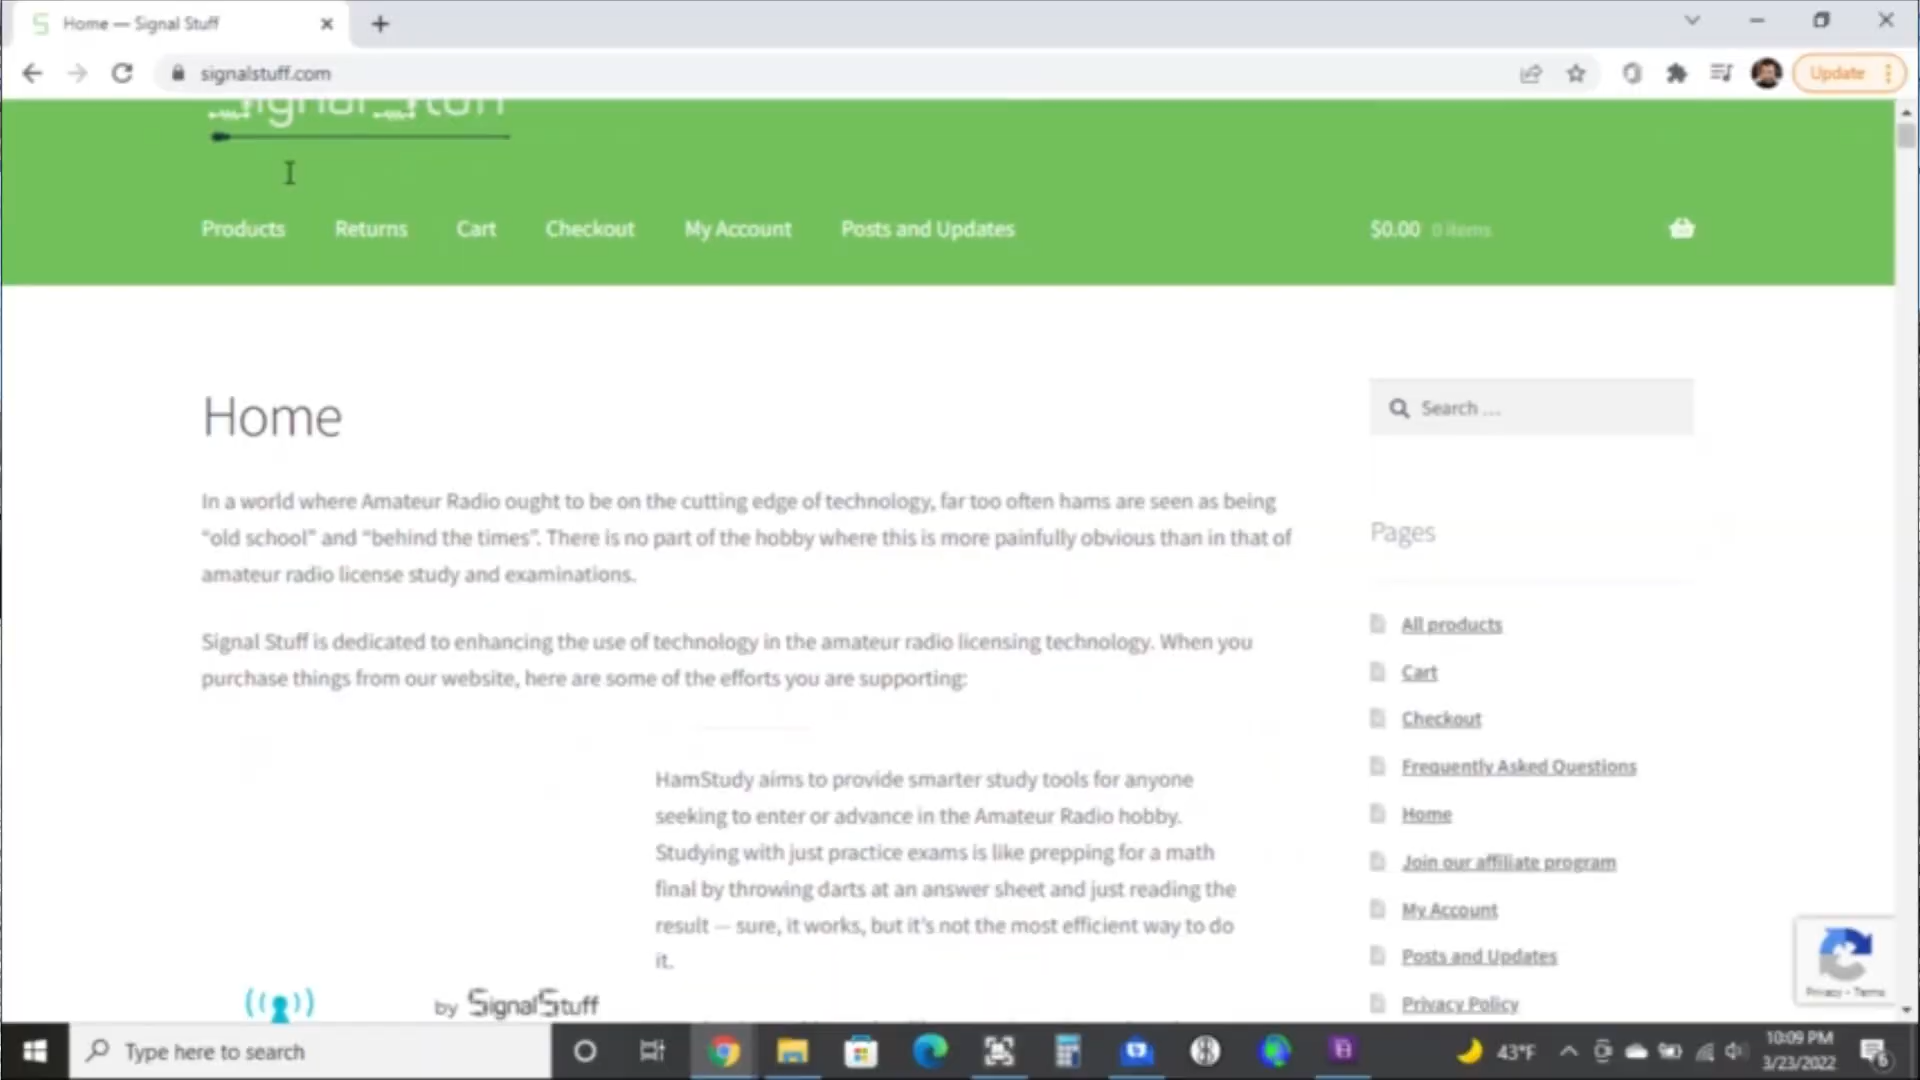 Home — Signal Stuff
signalstuff.com
Update
SignalStuff
Products Returns Cart Checkout My Account Posts and Updates $0.00 0 items
Home
Search ...
In a world where Amateur Radio ought to be on the cutting edge of technology, far too often hams are seen as being
“old school” and “behind the times”. There is no part of the hobby where this is more painfully obvious than in that of
amateur radio license study and examinations.
Signal Stuff is dedicated to enhancing the use of technology in the amateur radio licensing technology. When you
purchase things from our website, here are some of the efforts you are supporting:
HamStudy aims to provide smarter study tools for anyone
seeking to enter or advance in the Amateur Radio hobby.
Studying with just practice exams is like prepping for a math
final by throwing darts at an answer sheet and just reading the
result — sure, it works, but it's not the most efficient way to do
it.
by SignalStuff
Pages
All products
Cart
Checkout
Frequently Asked Questions
Home
Join our affiliate program
My Account
Posts and Updates
Privacy Policy
Privacy - Terms
Type here to search
43°F
10:09 PM
3/23/2022
6